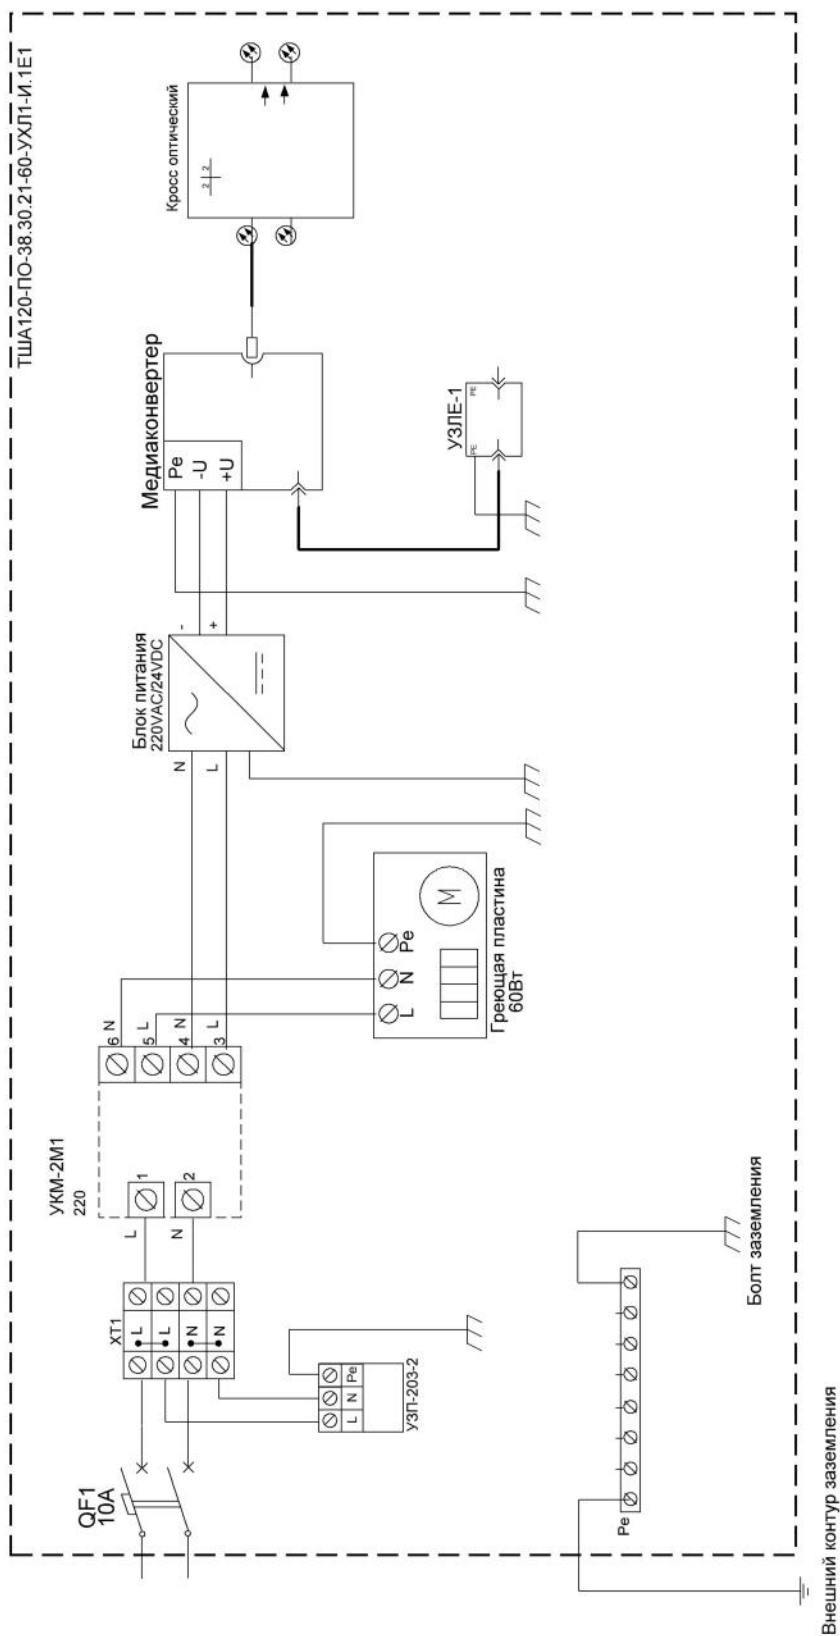 ТША120-ПО-38.30.21-60-УХЛ1-И.1Е1
Кросс оптический
2 2
Медиаконвертер
Pe
-U
+U
УЗЛЕ-1
PE
PE
Блок питания
220VAC/24VDC
-
+
N
L
Греющая пластина
60Вт
L
N
Pe
M
УКМ-2М1
220
6 N
5 L
4 N
3 L
1
2
L
N
XT1
L
L
N
N
УЗП-203-2
L
N
Pe
QF1
10A
Pe
Болт заземления
Внешний контур заземления